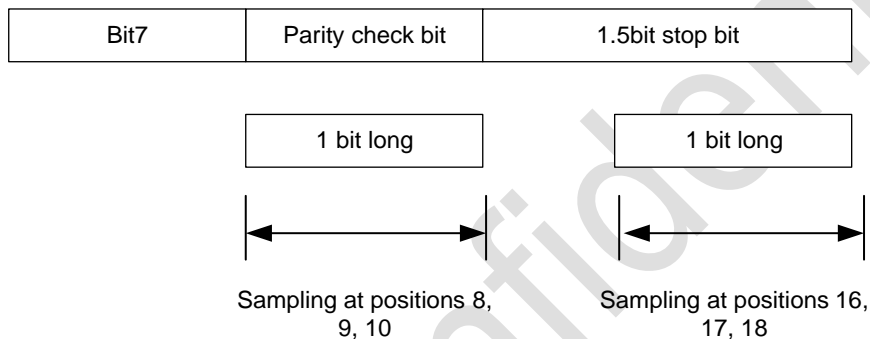 Bit7 Parity check bit 1.5bit stop bit
1 bit long 1 bit long
Sampling at positions 8,
9, 10
Sampling at positions 16,
17, 18